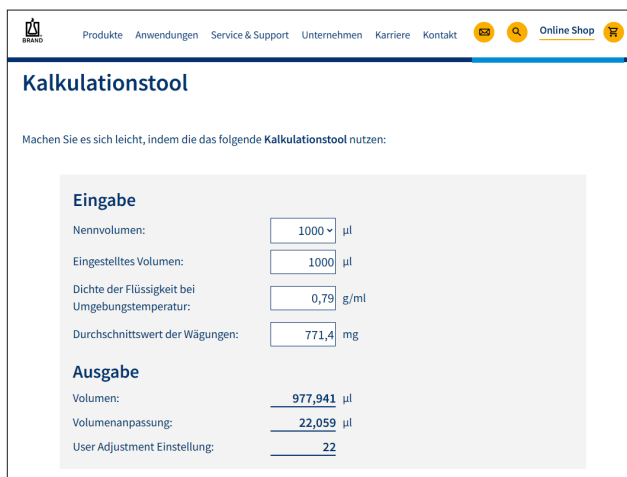 BRAND
Produkte Anwendungen Service & Support Unternehmen Karriere Kontakt Online Shop
Kalkulationstool
Machen Sie es sich leicht, indem die das folgende Kalkulationstool nutzen:
Eingabe
Nennvolumen: 1000 µl
Eingestelltes Volumen: 1000 µl
Dichte der Flüssigkeit bei
Umgebungstemperatur: 0,79 g/ml
Durchschnittswert der Wägungen: 771,4 mg
Ausgabe
Volumen: 977,941 µl
Volumenanpassung: 22,059 µl
User Adjustment Einstellung: 22